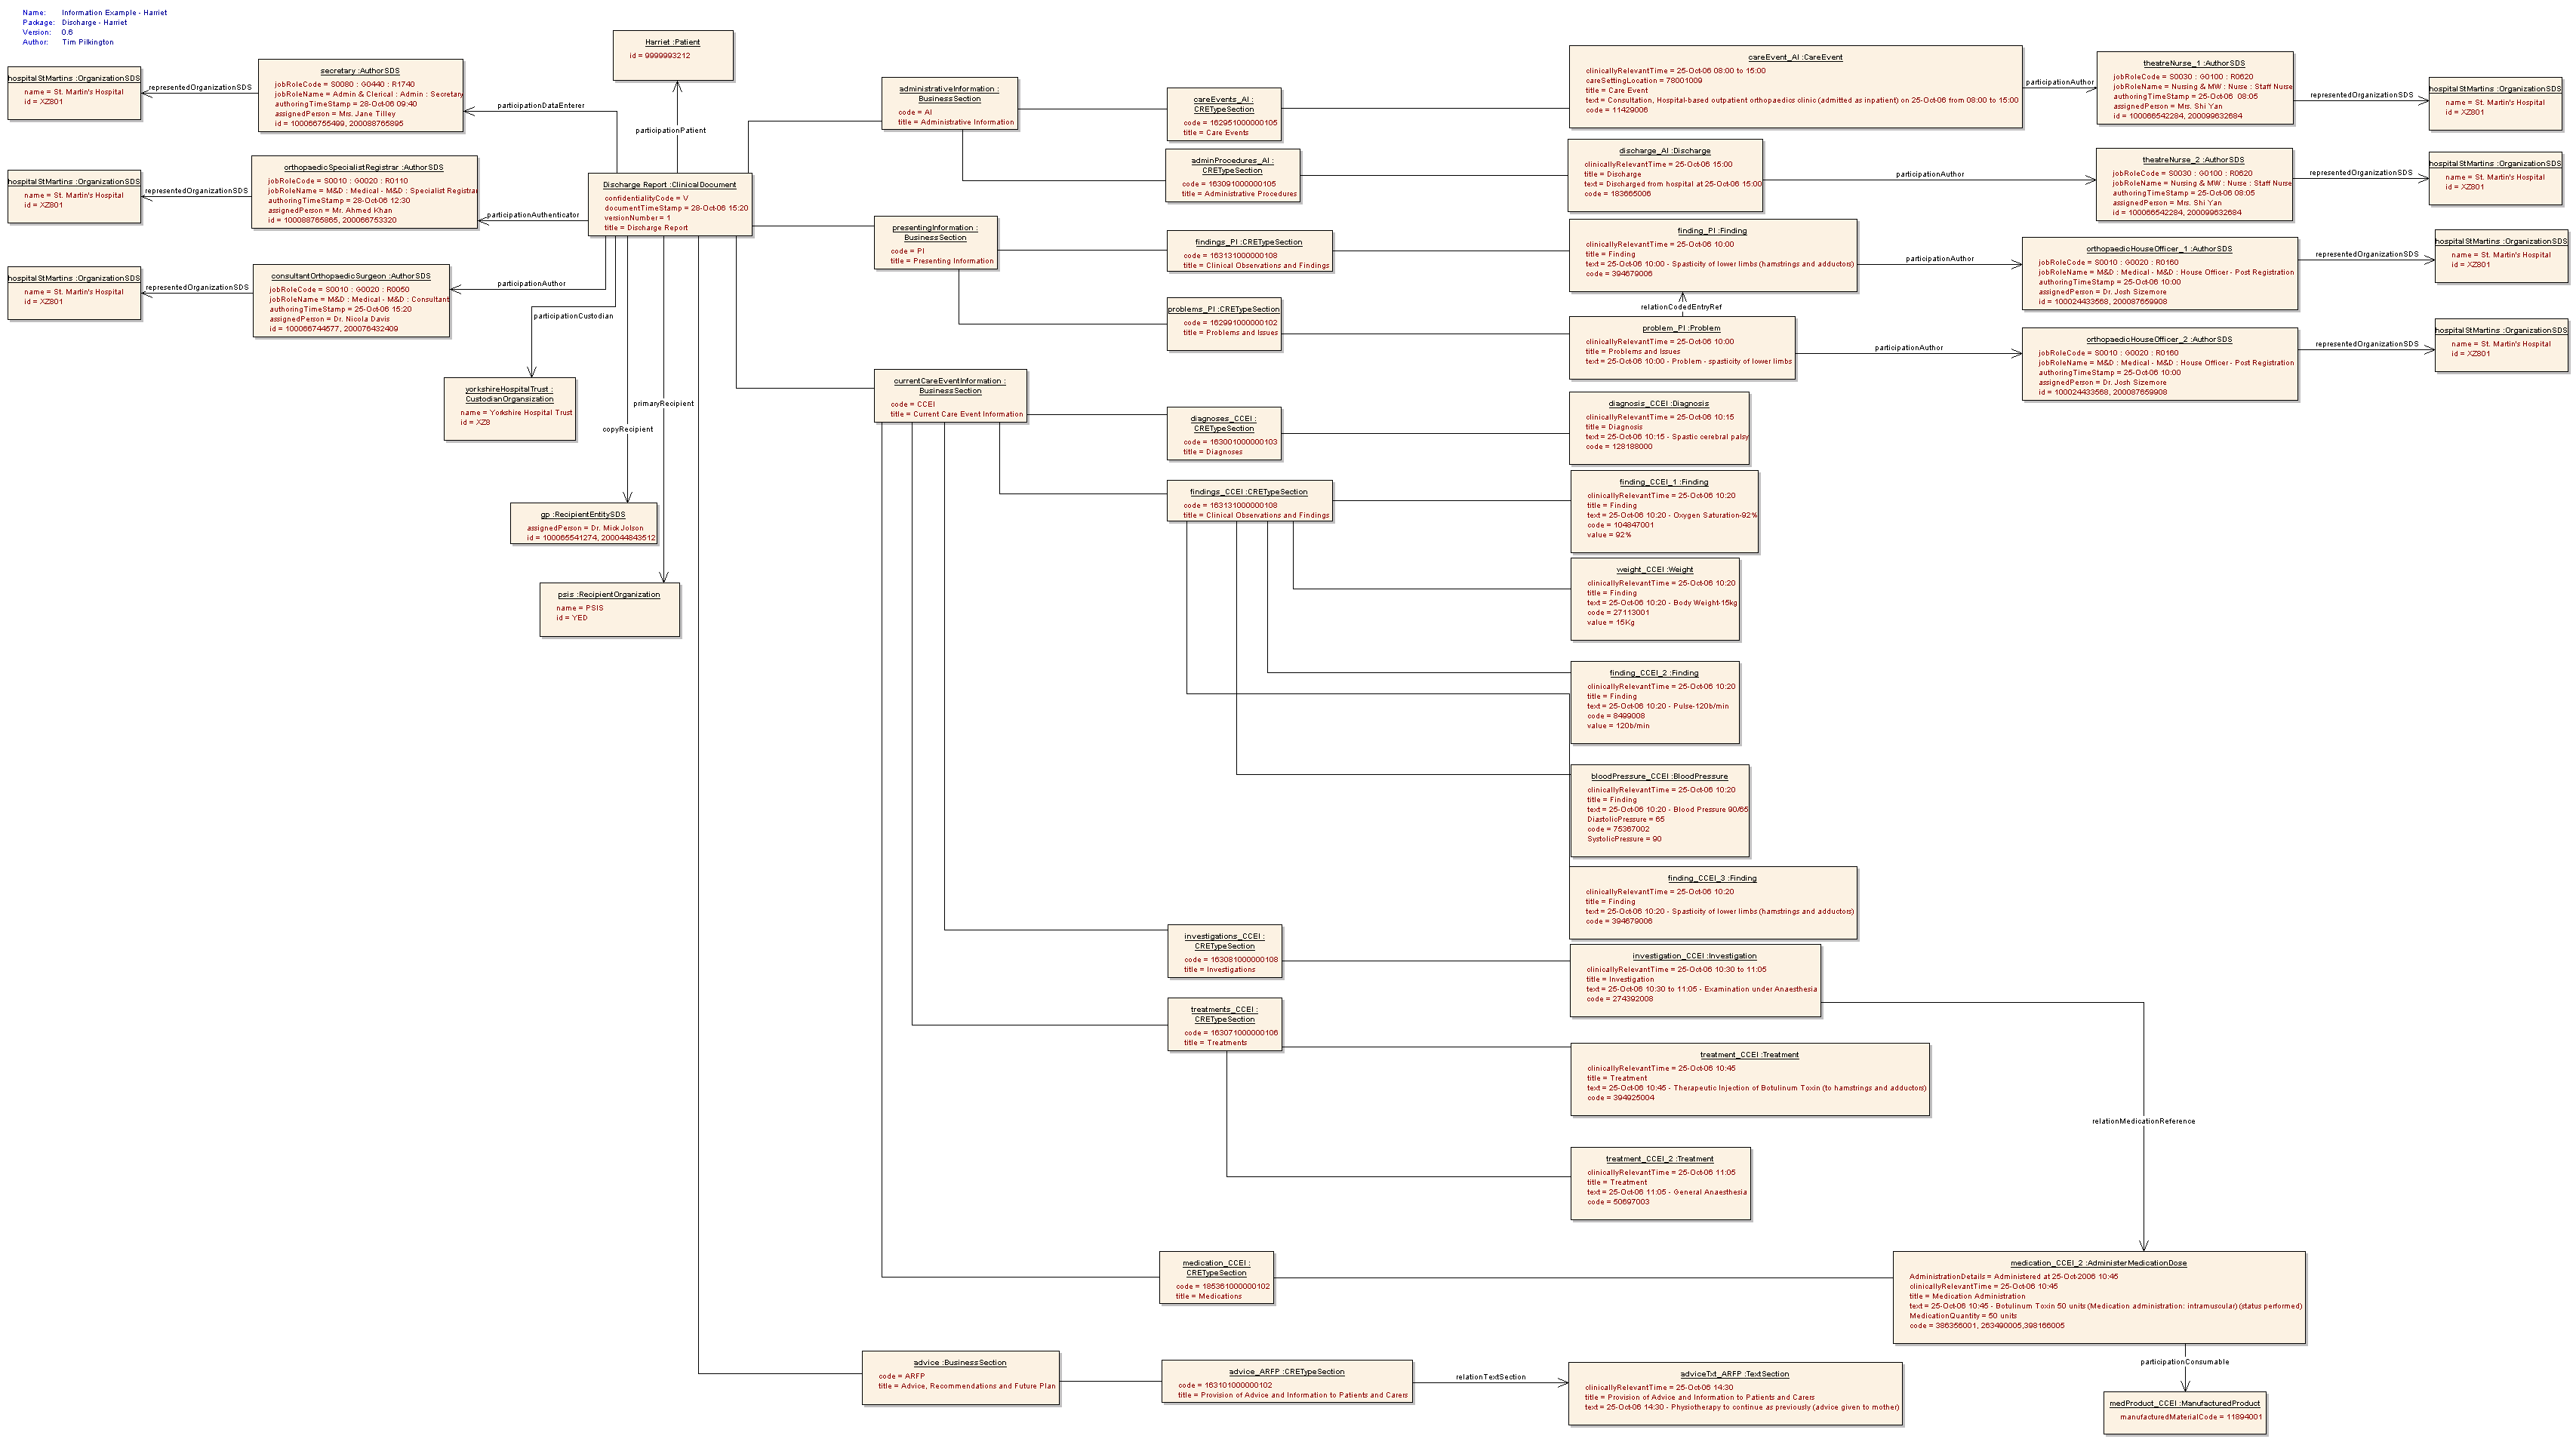 Name: Information Example - Harriet
Package: Discharge - Harriet
Version: 0.6
Author: Tim Pilkington
hospitalStMartins :OrganizationSDS
name = St. Martin's Hospital
id = XZ801
representedOrganizationSDS
secretary :AuthorSDS
jobRoleCode = S0080 : G0440 : R1740
jobRoleName = Admin & Clerical : Admin : Secretary
authoringTimeStamp = 28-Oct-06 09:40
assignedPerson = Mrs. Jane Tilley
id = 100066755499, 200088765895
participationDataEnterer
hospitalStMartins :OrganizationSDS
name = St. Martin's Hospital
id = XZ801
representedOrganizationSDS
orthopaedicSpecialistRegistrar :AuthorSDS
jobRoleCode = S0010 : G0020 : R0110
jobRoleName = M&D : Medical - M&D : Specialist Registrar
authoringTimeStamp = 28-Oct-06 12:30
assignedPerson = Mr. Ahmed Khan
id = 100088765865, 200066753320
participationAuthenticator
hospitalStMartins :OrganizationSDS
name = St. Martin's Hospital
id = XZ801
representedOrganizationSDS
consultantOrthopaedicSurgeon :AuthorSDS
jobRoleCode = S0010 : G0020 : R0050
jobRoleName = M&D : Medical - M&D : Consultant
authoringTimeStamp = 25-Oct-06 15:20
assignedPerson = Dr. Nicola Davis
id = 100066744577, 200076432409
participationAuthor
Harriet :Patient
id = 9999993212
participationPatient
Discharge Report :ClinicalDocument
confidentialityCode = V
documentTimeStamp = 28-Oct-06 15:20
versionNumber = 1
title = Discharge Report
participationCustodian
yorkshireHospitalTrust :
CustodianOrgansization
name = Yorkshire Hospital Trust
id = XZ8
copyRecipient
primaryRecipient
gp :RecipientEntitySDS
assignedPerson = Dr. Mick Jolson
id = 100065541274, 200044843512
psis :RecipientOrganization
name = PSIS
id = YED
administrativeInformation :
BusinessSection
code = AI
title = Administrative Information
careEvents_AI :
CRETypeSection
code = 162951000000105
title = Care Events
careEvent_AI :CareEvent
clinicallyRelevantTime = 25-Oct-06 08:00 to 15:00
careSettingLocation = 78001009
title = Care Event
text = Consultation, Hospital-based outpatient orthopaedics clinic (admitted as inpatient) on 25-Oct-06 from 08:00 to 15:00
code = 11429006
participationAuthor
theatreNurse_1 :AuthorSDS
jobRoleCode = S0030 : G0100 : R0620
jobRoleName = Nursing & MW : Nurse : Staff Nurse
authoringTimeStamp = 25-Oct-06  08:05
assignedPerson = Mrs. Shi Yan
id = 100066542284, 200099632684
representedOrganizationSDS
hospitalStMartins :OrganizationSDS
name = St. Martin's Hospital
id = XZ801
adminProcedures_AI :
CRETypeSection
code = 163091000000105
title = Administrative Procedures
discharge_AI :Discharge
clinicallyRelevantTime = 25-Oct-06 15:00
title = Discharge
text = Discharged from hospital at 25-Oct-06 15:00
code = 183665006
participationAuthor
theatreNurse_2 :AuthorSDS
jobRoleCode = S0030 : G0100 : R0620
jobRoleName = Nursing & MW : Nurse : Staff Nurse
authoringTimeStamp = 25-Oct-06 08:05
assignedPerson = Mrs. Shi Yan
id = 100066542284, 200099632684
representedOrganizationSDS
hospitalStMartins :OrganizationSDS
name = St. Martin's Hospital
id = XZ801
presentingInformation :
BusinessSection
code = PI
title = Presenting Information
findings_PI :CRETypeSection
code = 163131000000108
title = Clinical Observations and Findings
finding_PI :Finding
clinicallyRelevantTime = 25-Oct-06 10:00
title = Finding
text = 25-Oct-06 10:00 - Spasticity of lower limbs (hamstrings and adductors)
code = 394679006
participationAuthor
orthopaedicHouseOfficer_1 :AuthorSDS
jobRoleCode = S0010 : G0020 : R0160
jobRoleName = M&D : Medical - M&D : House Officer - Post Registration
authoringTimeStamp = 25-Oct-06 10:00
assignedPerson = Dr. Josh Sizemore
id = 100024433568, 200087659908
representedOrganizationSDS
hospitalStMartins :OrganizationSDS
name = St. Martin's Hospital
id = XZ801
relationCodedEntryRef
problems_PI :CRETypeSection
code = 162991000000102
title = Problems and Issues
problem_PI :Problem
clinicallyRelevantTime = 25-Oct-06 10:00
title = Problems and Issues
text = 25-Oct-06 10:00 - Problem - spasticity of lower limbs
participationAuthor
orthopaedicHouseOfficer_2 :AuthorSDS
jobRoleCode = S0010 : G0020 : R0160
jobRoleName = M&D : Medical - M&D : House Officer - Post Registration
authoringTimeStamp = 25-Oct-06 10:00
assignedPerson = Dr. Josh Sizemore
id = 100024433568, 200087659908
representedOrganizationSDS
hospitalStMartins :OrganizationSDS
name = St. Martin's Hospital
id = XZ801
currentCareEventInformation :
BusinessSection
code = CCEI
title = Current Care Event Information
diagnoses_CCEI :
CRETypeSection
code = 163001000000103
title = Diagnoses
diagnosis_CCEI :Diagnosis
clinicallyRelevantTime = 25-Oct-06 10:15
title = Diagnosis
text = 25-Oct-06 10:15 - Spastic cerebral palsy
code = 128188000
findings_CCEI :CRETypeSection
code = 163131000000108
title = Clinical Observations and Findings
finding_CCEI_1 :Finding
clinicallyRelevantTime = 25-Oct-06 10:20
title = Finding
text = 25-Oct-06 10:20 - Oxygen Saturation-92%
code = 104847001
value = 92%
weight_CCEI :Weight
clinicallyRelevantTime = 25-Oct-06 10:20
title = Finding
text = 25-Oct-06 10:20 - Body Weight-15kg
code = 27113001
value = 15Kg
finding_CCEI_2 :Finding
clinicallyRelevantTime = 25-Oct-06 10:20
title = Finding
text = 25-Oct-06 10:20 - Pulse-120b/min
code = 8499008
value = 120b/min
bloodPressure_CCEI :BloodPressure
clinicallyRelevantTime = 25-Oct-06 10:20
title = Finding
text = 25-Oct-06 10:20 - Blood Pressure 90/65
DiastolicPressure = 65
code = 75367002
SystolicPressure = 90
finding_CCEI_3 :Finding
clinicallyRelevantTime = 25-Oct-06 10:20
title = Finding
text = 25-Oct-06 10:20 - Spasticity of lower limbs (hamstrings and adductors)
code = 394679006
investigations_CCEI :
CRETypeSection
code = 163081000000108
title = Investigations
investigation_CCEI :Investigation
clinicallyRelevantTime = 25-Oct-06 10:30 to 11:05
title = Investigation
text = 25-Oct-06 10:30 to 11:05 - Examination under Anaesthesia
code = 274392008
treatments_CCEI :
CRETypeSection
code = 163071000000106
title = Treatments
treatment_CCEI :Treatment
clinicallyRelevantTime = 25-Oct-06 10:45
title = Treatment
text = 25-Oct-06 10:45 - Therapeutic Injection of Botulinum Toxin (to hamstrings and adductors)
code = 394925004
relationMedicationReference
treatment_CCEI_2 :Treatment
clinicallyRelevantTime = 25-Oct-06 11:05
title = Treatment
text = 25-Oct-06 11:05 - General Anaesthesia
code = 50697003
medication_CCEI :
CRETypeSection
code = 185361000000102
title = Medications
medication_CCEI_2 :AdministerMedicationDose
AdministrationDetails = Administered at 25-Oct-2006 10:45
clinicallyRelevantTime = 25-Oct-06 10:45
title = Medication Administration
text = 25-Oct-06 10:45 - Botulinum Toxin 50 units (Medication administration: intramuscular) (status performed)
MedicationQuantity = 50 units
code = 386356001, 263490005,398166005
participationConsumable
medProduct_CCEI :ManufacturedProduct
manufacturedMaterialCode = 11894001
advice :BusinessSection
code = ARFP
title = Advice, Recommendations and Future Plan
advice_ARFP :CRETypeSection
code = 163101000000102
title = Provision of Advice and Information to Patients and Carers
relationTextSection
adviceTxt_ARFP :TextSection
clinicallyRelevantTime = 25-Oct-06 14:30
title = Provision of Advice and Information to Patients and Carers
text = 25-Oct-06 14:30 - Physiotherapy to continue as previously (advice given to mother)